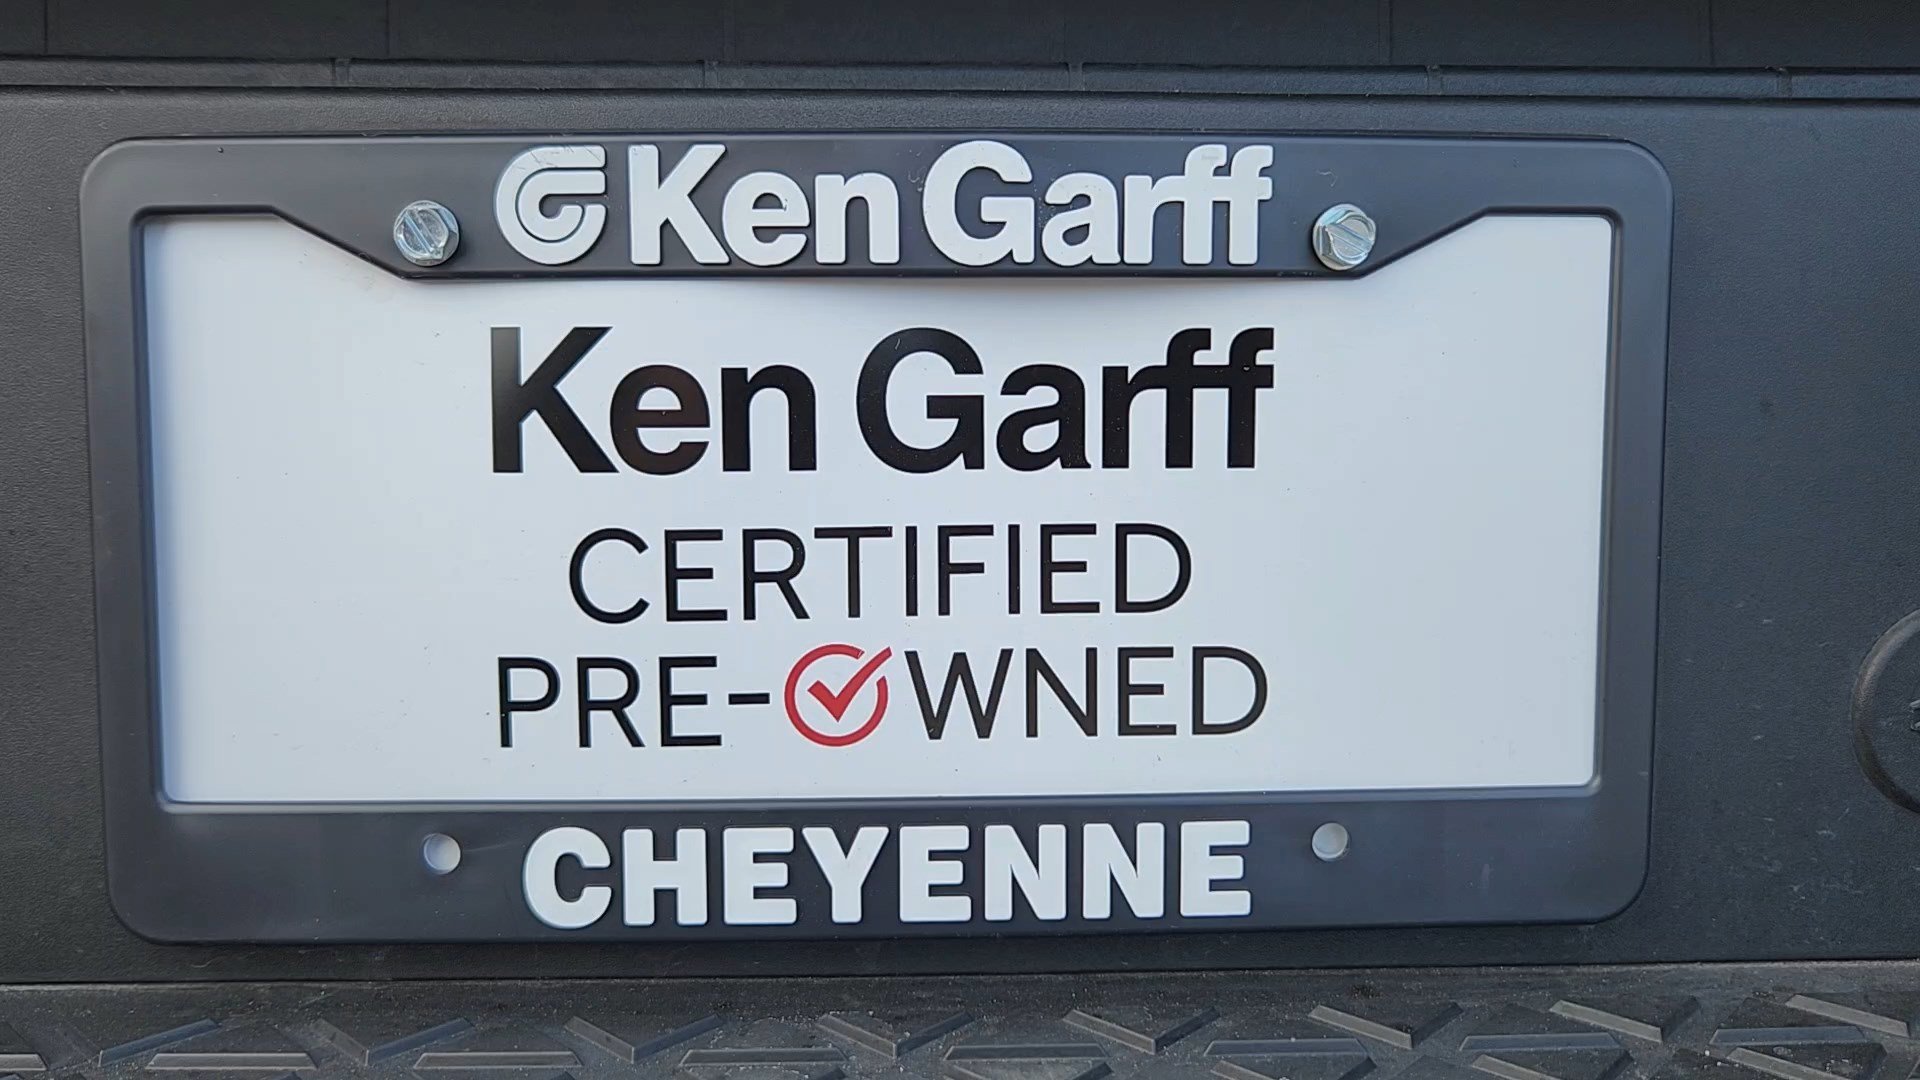 Ken Garff
Ken Garff
CERTIFIED
PRE-OWNED
CHEYENNE